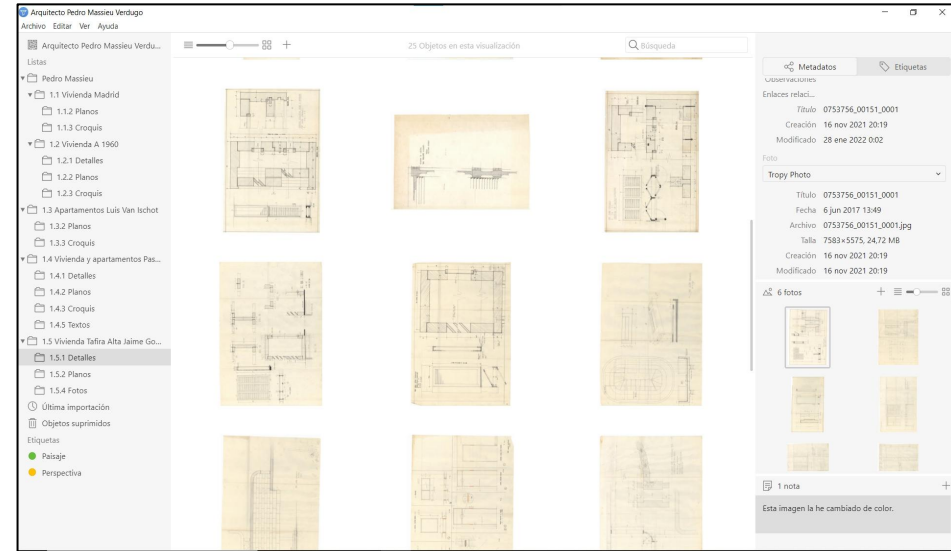 Arquitecto Pedro Massieu Verdugo
Archivo Editar Ver Ayuda
Arquitecto Pedro Massieu Verdu...
Listas
Pedro Massieu
1.1 Vivienda Madrid
1.1.2 Planos
1.1.3 Croquis
1.2 Vivienda A 1960
1.2.1 Detalles
1.2.2 Planos
1.2.3 Croquis
1.3 Apartamentos Luis Van Ischot
1.3.2 Planos
1.3.3 Croquis
1.4 Vivienda y apartamentos Pas...
1.4.1 Detalles
1.4.2 Planos
1.4.3 Croquis
1.4.5 Textos
1.5 Vivienda Tafira Alta Jaime Go...
1.5.1 Detalles
1.5.2 Planos
1.5.4 Fotos
Última importación
Objetos suprimidos
Etiquetas
Paisaje
Perspectiva
25 Objetos en esta visualización
Búsqueda
Metadatos
Etiquetas
Observaciones
Enlaces relaci...
Título 0753756_00151_0001
Creación 16 nov 2021 20:19
Modificado 28 ene 2022 0:02
Foto
Tropy Photo
Título 0753756_00151_0001
Fecha 6 jun 2017 13:49
Archivo 0753756_00151_0001.jpg
Talla 7583×5575, 24,72 MB
Creación 16 nov 2021 20:19
Modificado 16 nov 2021 20:19
6 fotos
1 nota
Esta imagen la he cambiado de color.